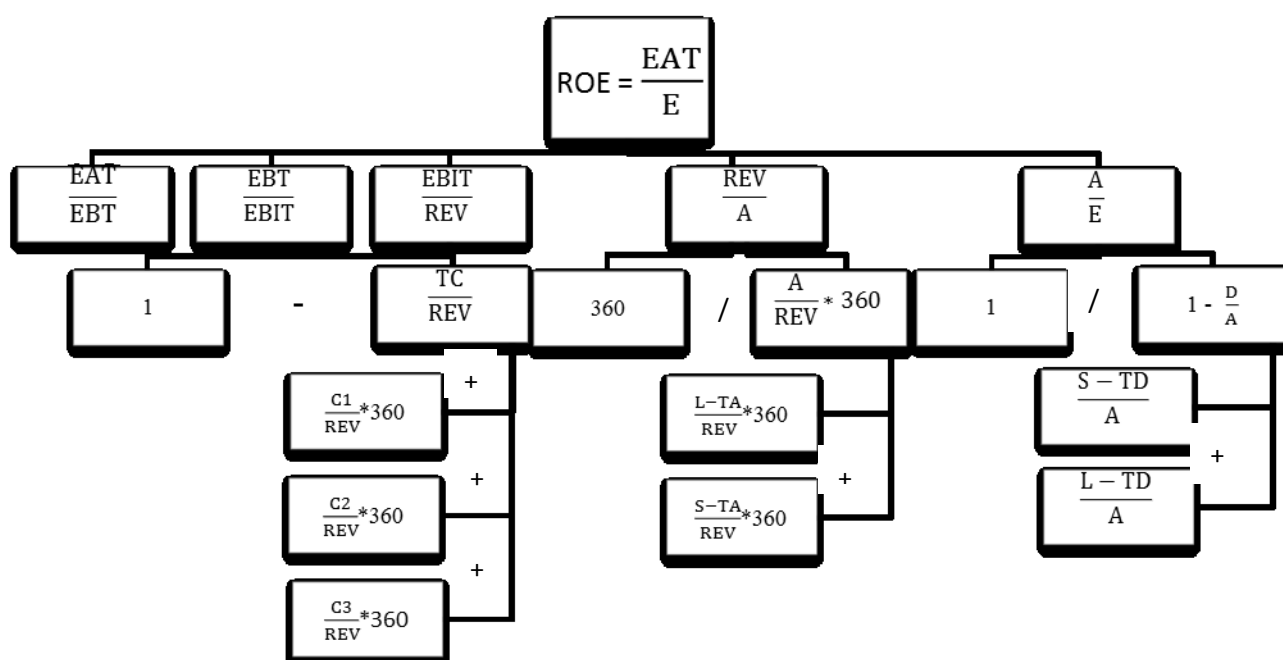 ROE = EAT/E
EAT/EBT
EBT/EBIT
EBIT/REV
REV/A
A/E
1
-
TC/REV
360
/
A/REV * 360
1
/
1 - D/A
+
C1/REV*360
L–TA/REV*360
S – TD/A
+
C2/REV*360
+
S–TA/REV*360
+
L – TD/A
+
C3/REV*360